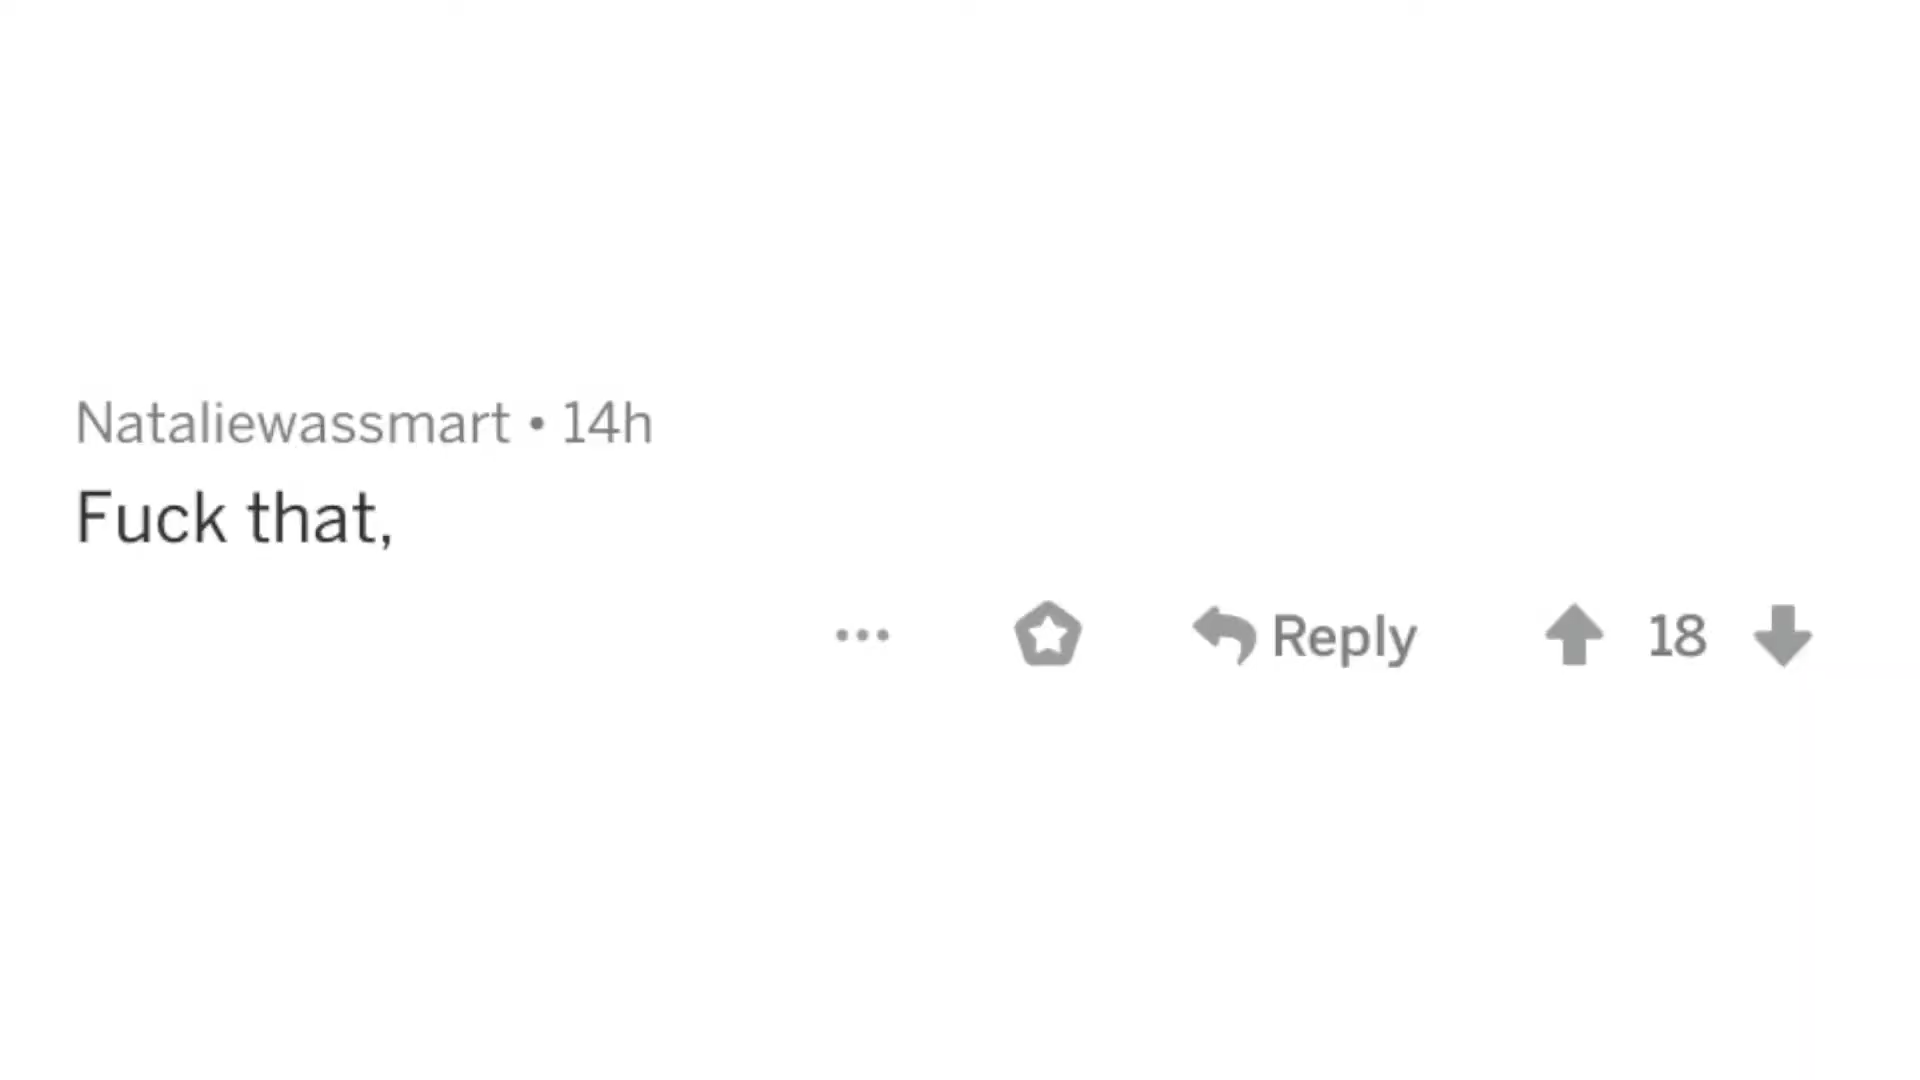 Nataliewassmart • 14h
Fuck that,
Reply 18